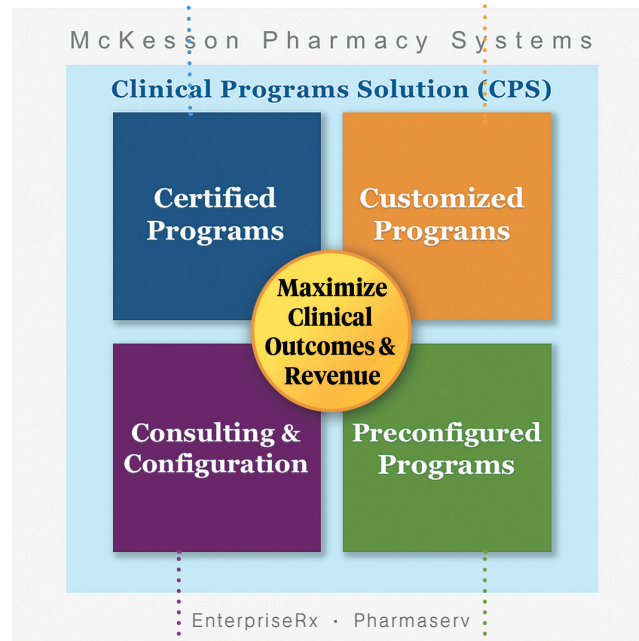 McKesson Pharmacy Systems
Clinical Programs Solution (CPS)
Certified
Programs
Customized
Programs
Maximize
Clinical
Outcomes &
Revenue
Consulting &
Configuration
Preconfigured
Programs
EnterpriseRx · Pharmaserv